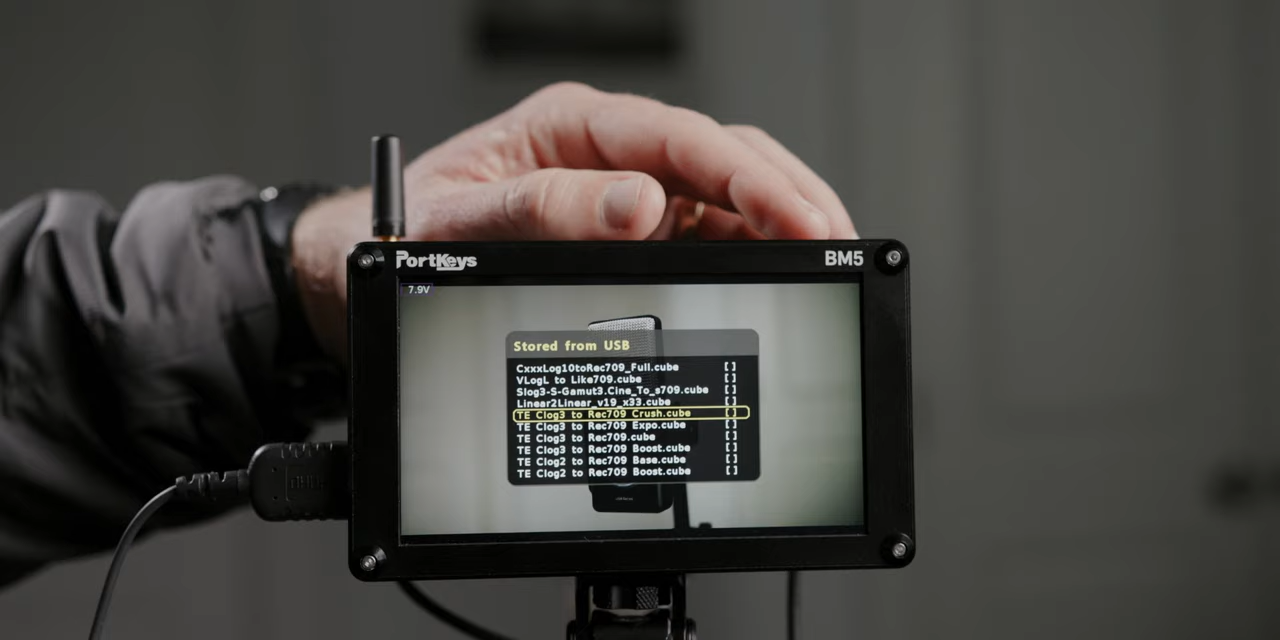 PortKeys
BM5
7.9V
Stored from USB
CxxxLog10toRec709_Full.cube [ ]
VLogL to Like709.cube [ ]
Slog3-S-Gamut3.Cine_To_s709.cube [ ]
Linear2Linear_v19_x33.cube [ ]
TE Clog3 to Rec709 Crush.cube [ ]
TE Clog3 to Rec709 Expo.cube [ ]
TE Clog3 to Rec709.cube [ ]
TE Clog3 to Rec709 Boost.cube [ ]
TE Clog2 to Rec709 Base.cube [ ]
TE Clog2 to Rec709 Boost.cube [ ]